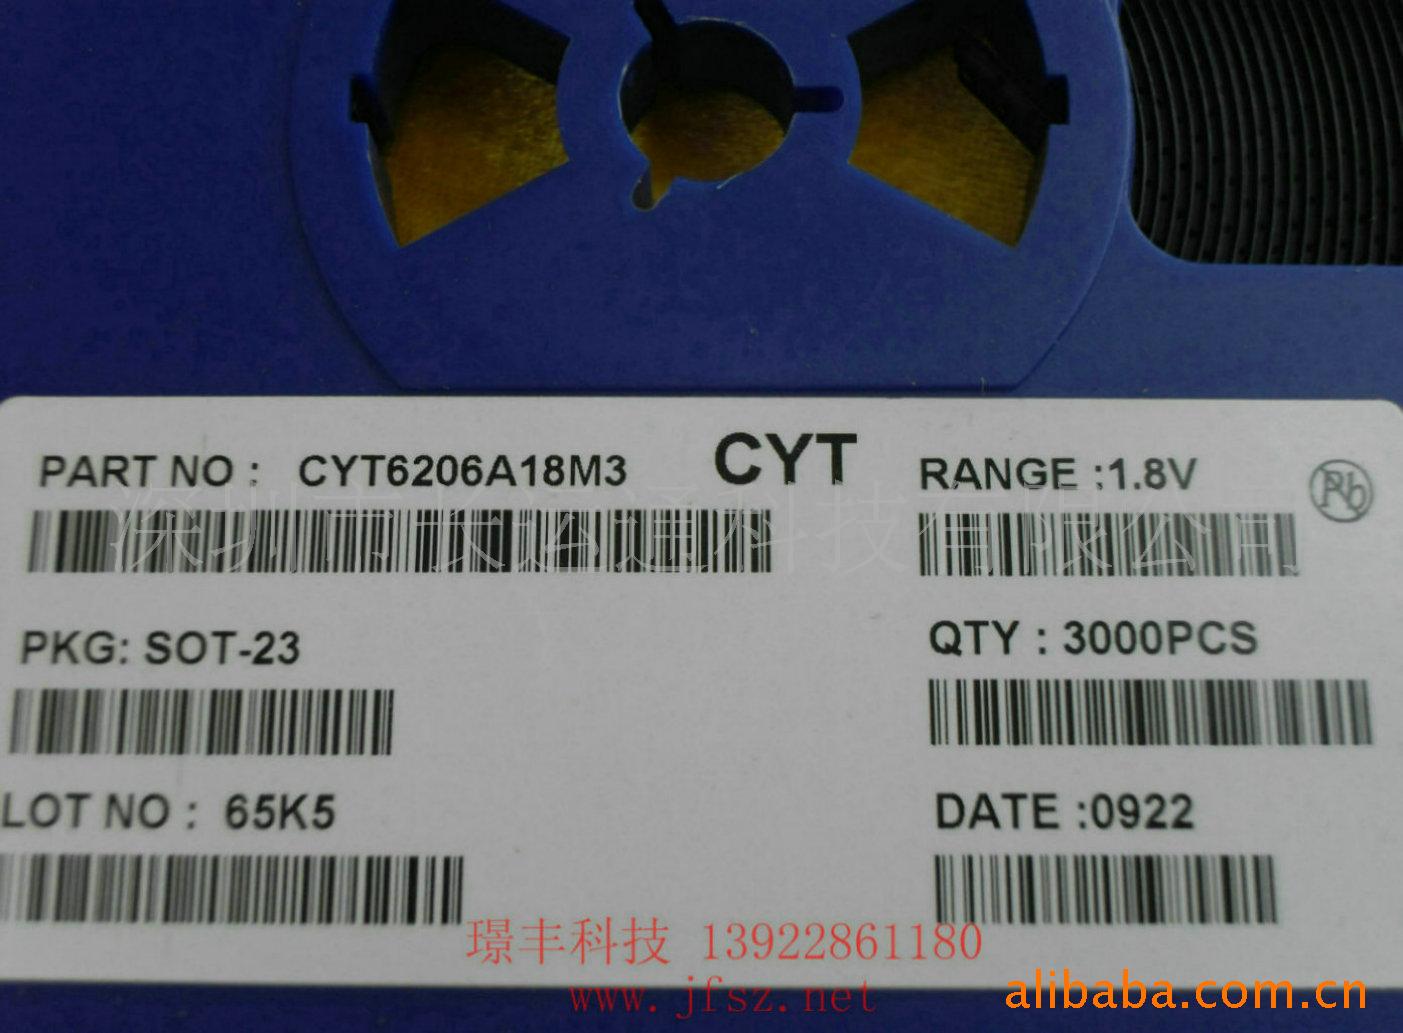 PART NO : CYT6206A18M3 CYT RANGE :1.8V
Pb
深圳市长运通科技有限公司
PKG: SOT-23 QTY : 3000PCS
LOT NO : 65K5 DATE :0922
璟丰科技 13922861180
www.jfsz.net
alibaba.com.cn